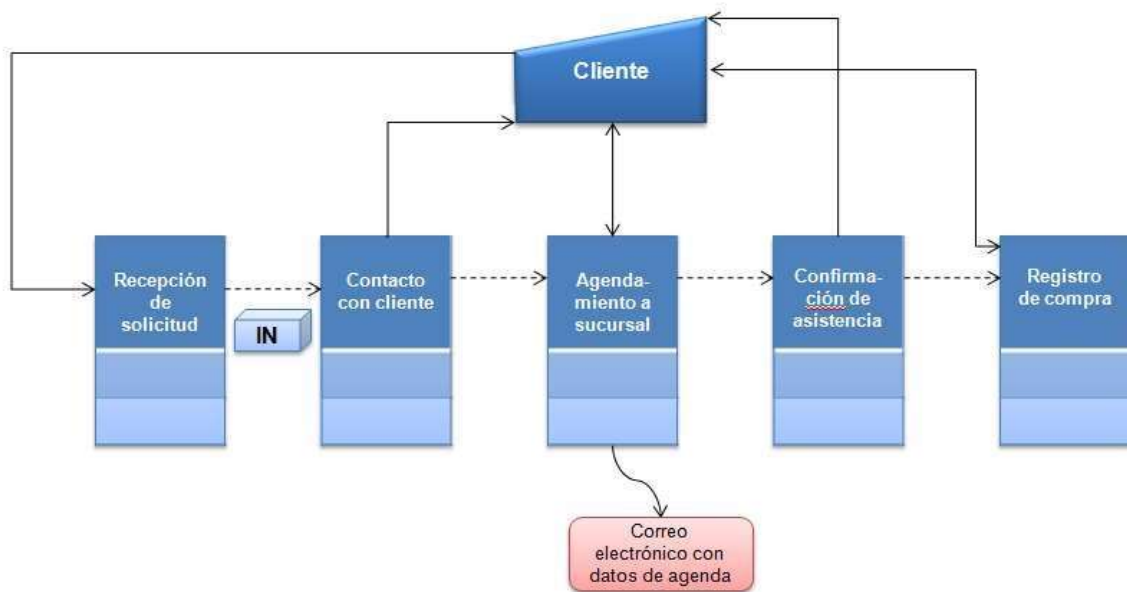 Cliente
Recepción
de
solicitud
IN
Contacto
con cliente
Agenda-
miento a
sucursal
Confirma-
ción de
asistencia
Registro
de compra
Correo
electrónico con
datos de agenda